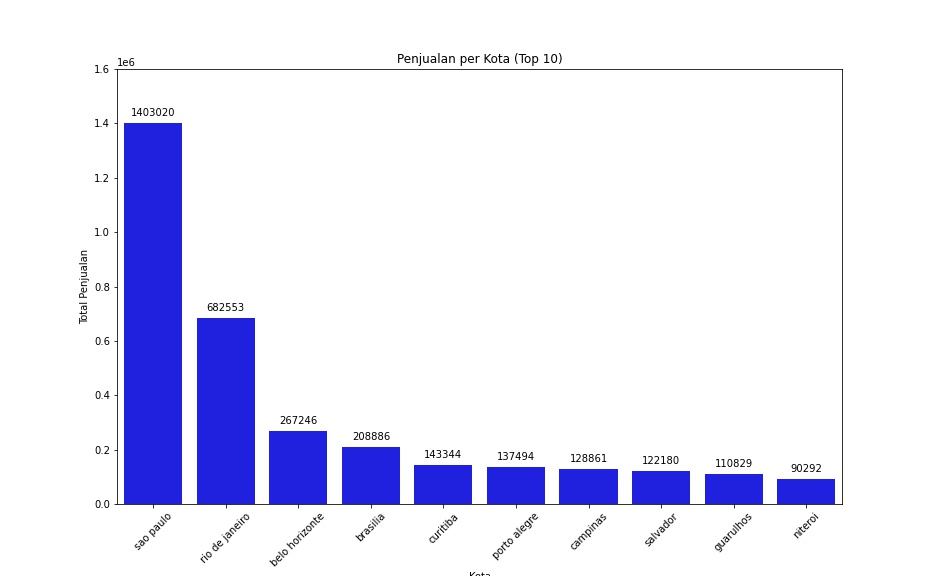 Penjualan per Kota (Top 10)
1e6
1.6
1.4
1.2
1.0
0.8
0.6
0.4
0.2
0.0
Total Penjualan
1403020
682553
267246
208886
143344
137494
128861
122180
110829
90292
sao paulo
rio de janeiro
belo horizonte
brasilia
curitiba
porto alegre
campinas
salvador
guarulhos
niteroi
Kota